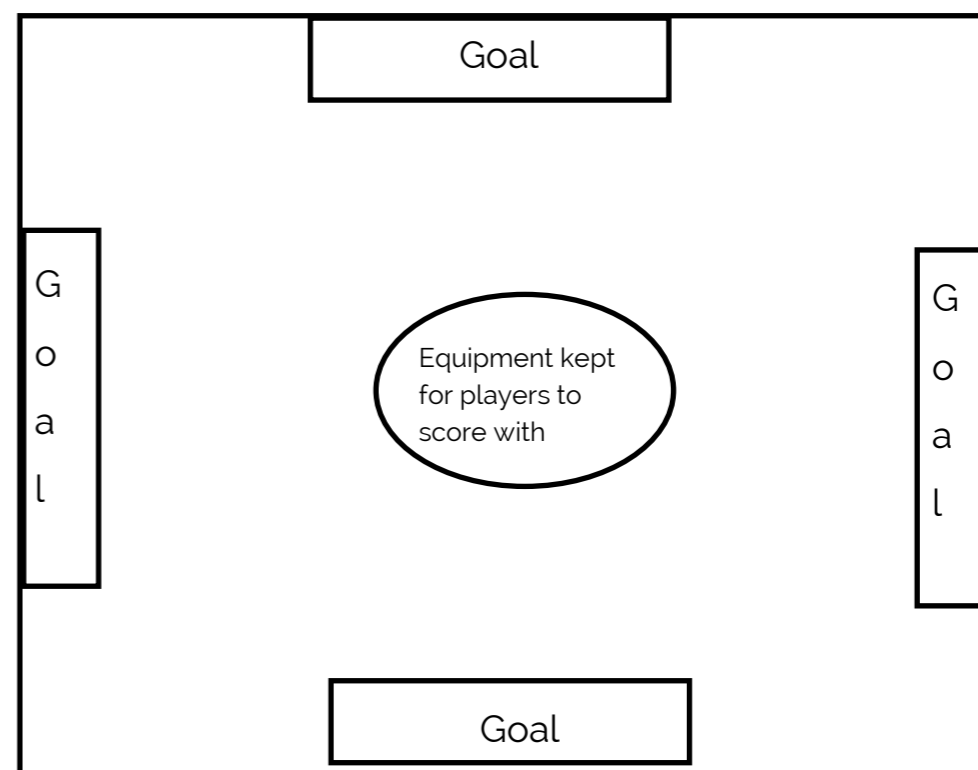 Goal
G
o
a
l
Equipment kept
for players to
score with
G
o
a
l
Goal